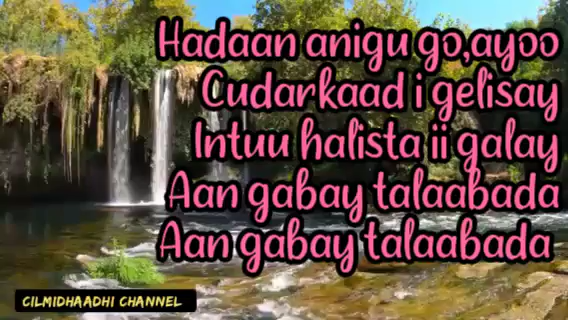 Hadaan anigu go,ayoo
Cudarkaad i gelisay
Intuu halista ii galay
Aan gabay talaabada
Aan gabay talaabada
CILMIDHAADHI CHANNEL